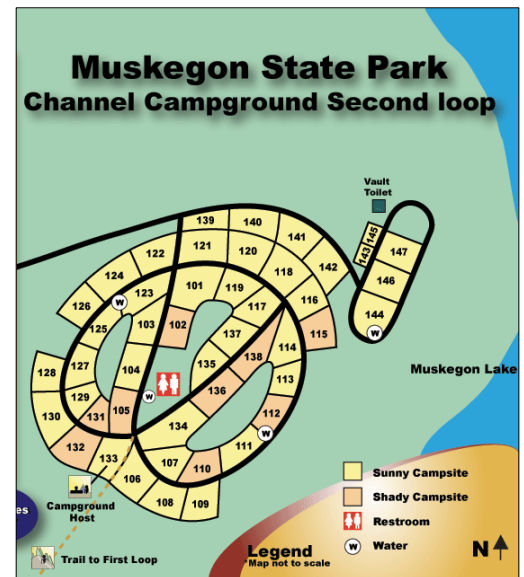 Muskegon State Park
Channel Campground Second loop
Vault
Toilet
139
140
141
142
145
143
147
146
144
W
122
121
120
118
124
123
101
119
117
116
126
W
125
103
102
137
138
114
115
128
127
104
135
136
113
130
129
131
105
W
112
132
134
111
W
133
106
107
110
108
109
Muskegon Lake
es
Campground
Host
Trail to First Loop
Sunny Campsite
Shady Campsite
Restroom
W Water
Legend
*Map not to scale
N